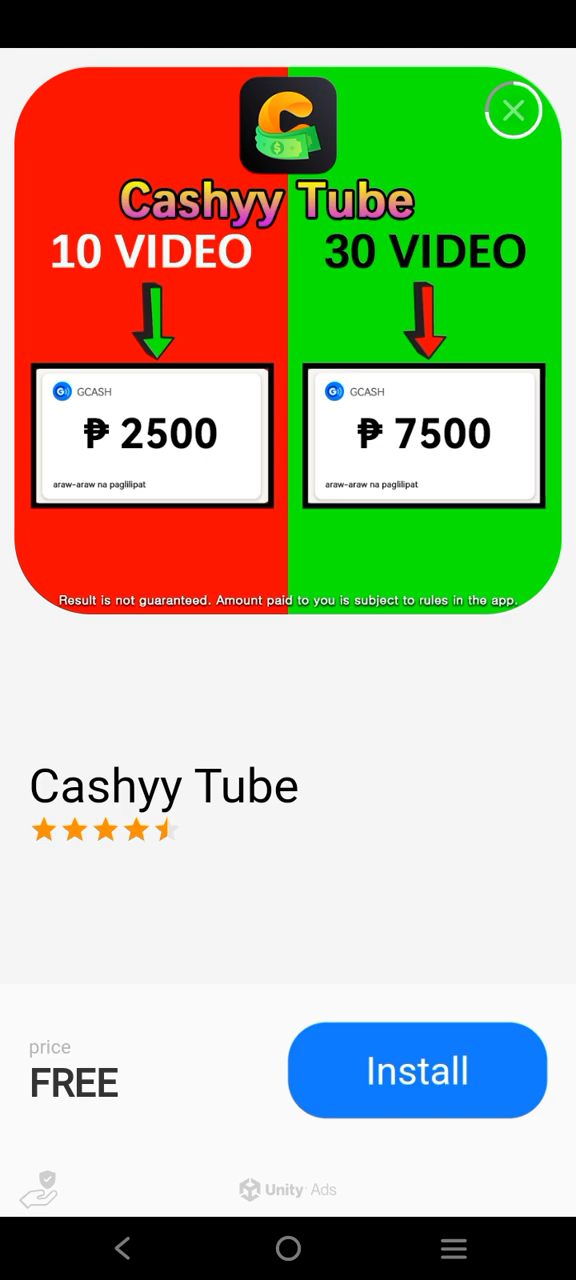 Cashyy Tube
10 VIDEO
30 VIDEO
GCASH
₱ 2500
araw-araw na paglilipat
GCASH
₱ 7500
araw-araw na paglilipat
Result is not guaranteed. Amount paid to you is subject to rules in the app.
Cashyy Tube
price
FREE
Install
Unity Ads